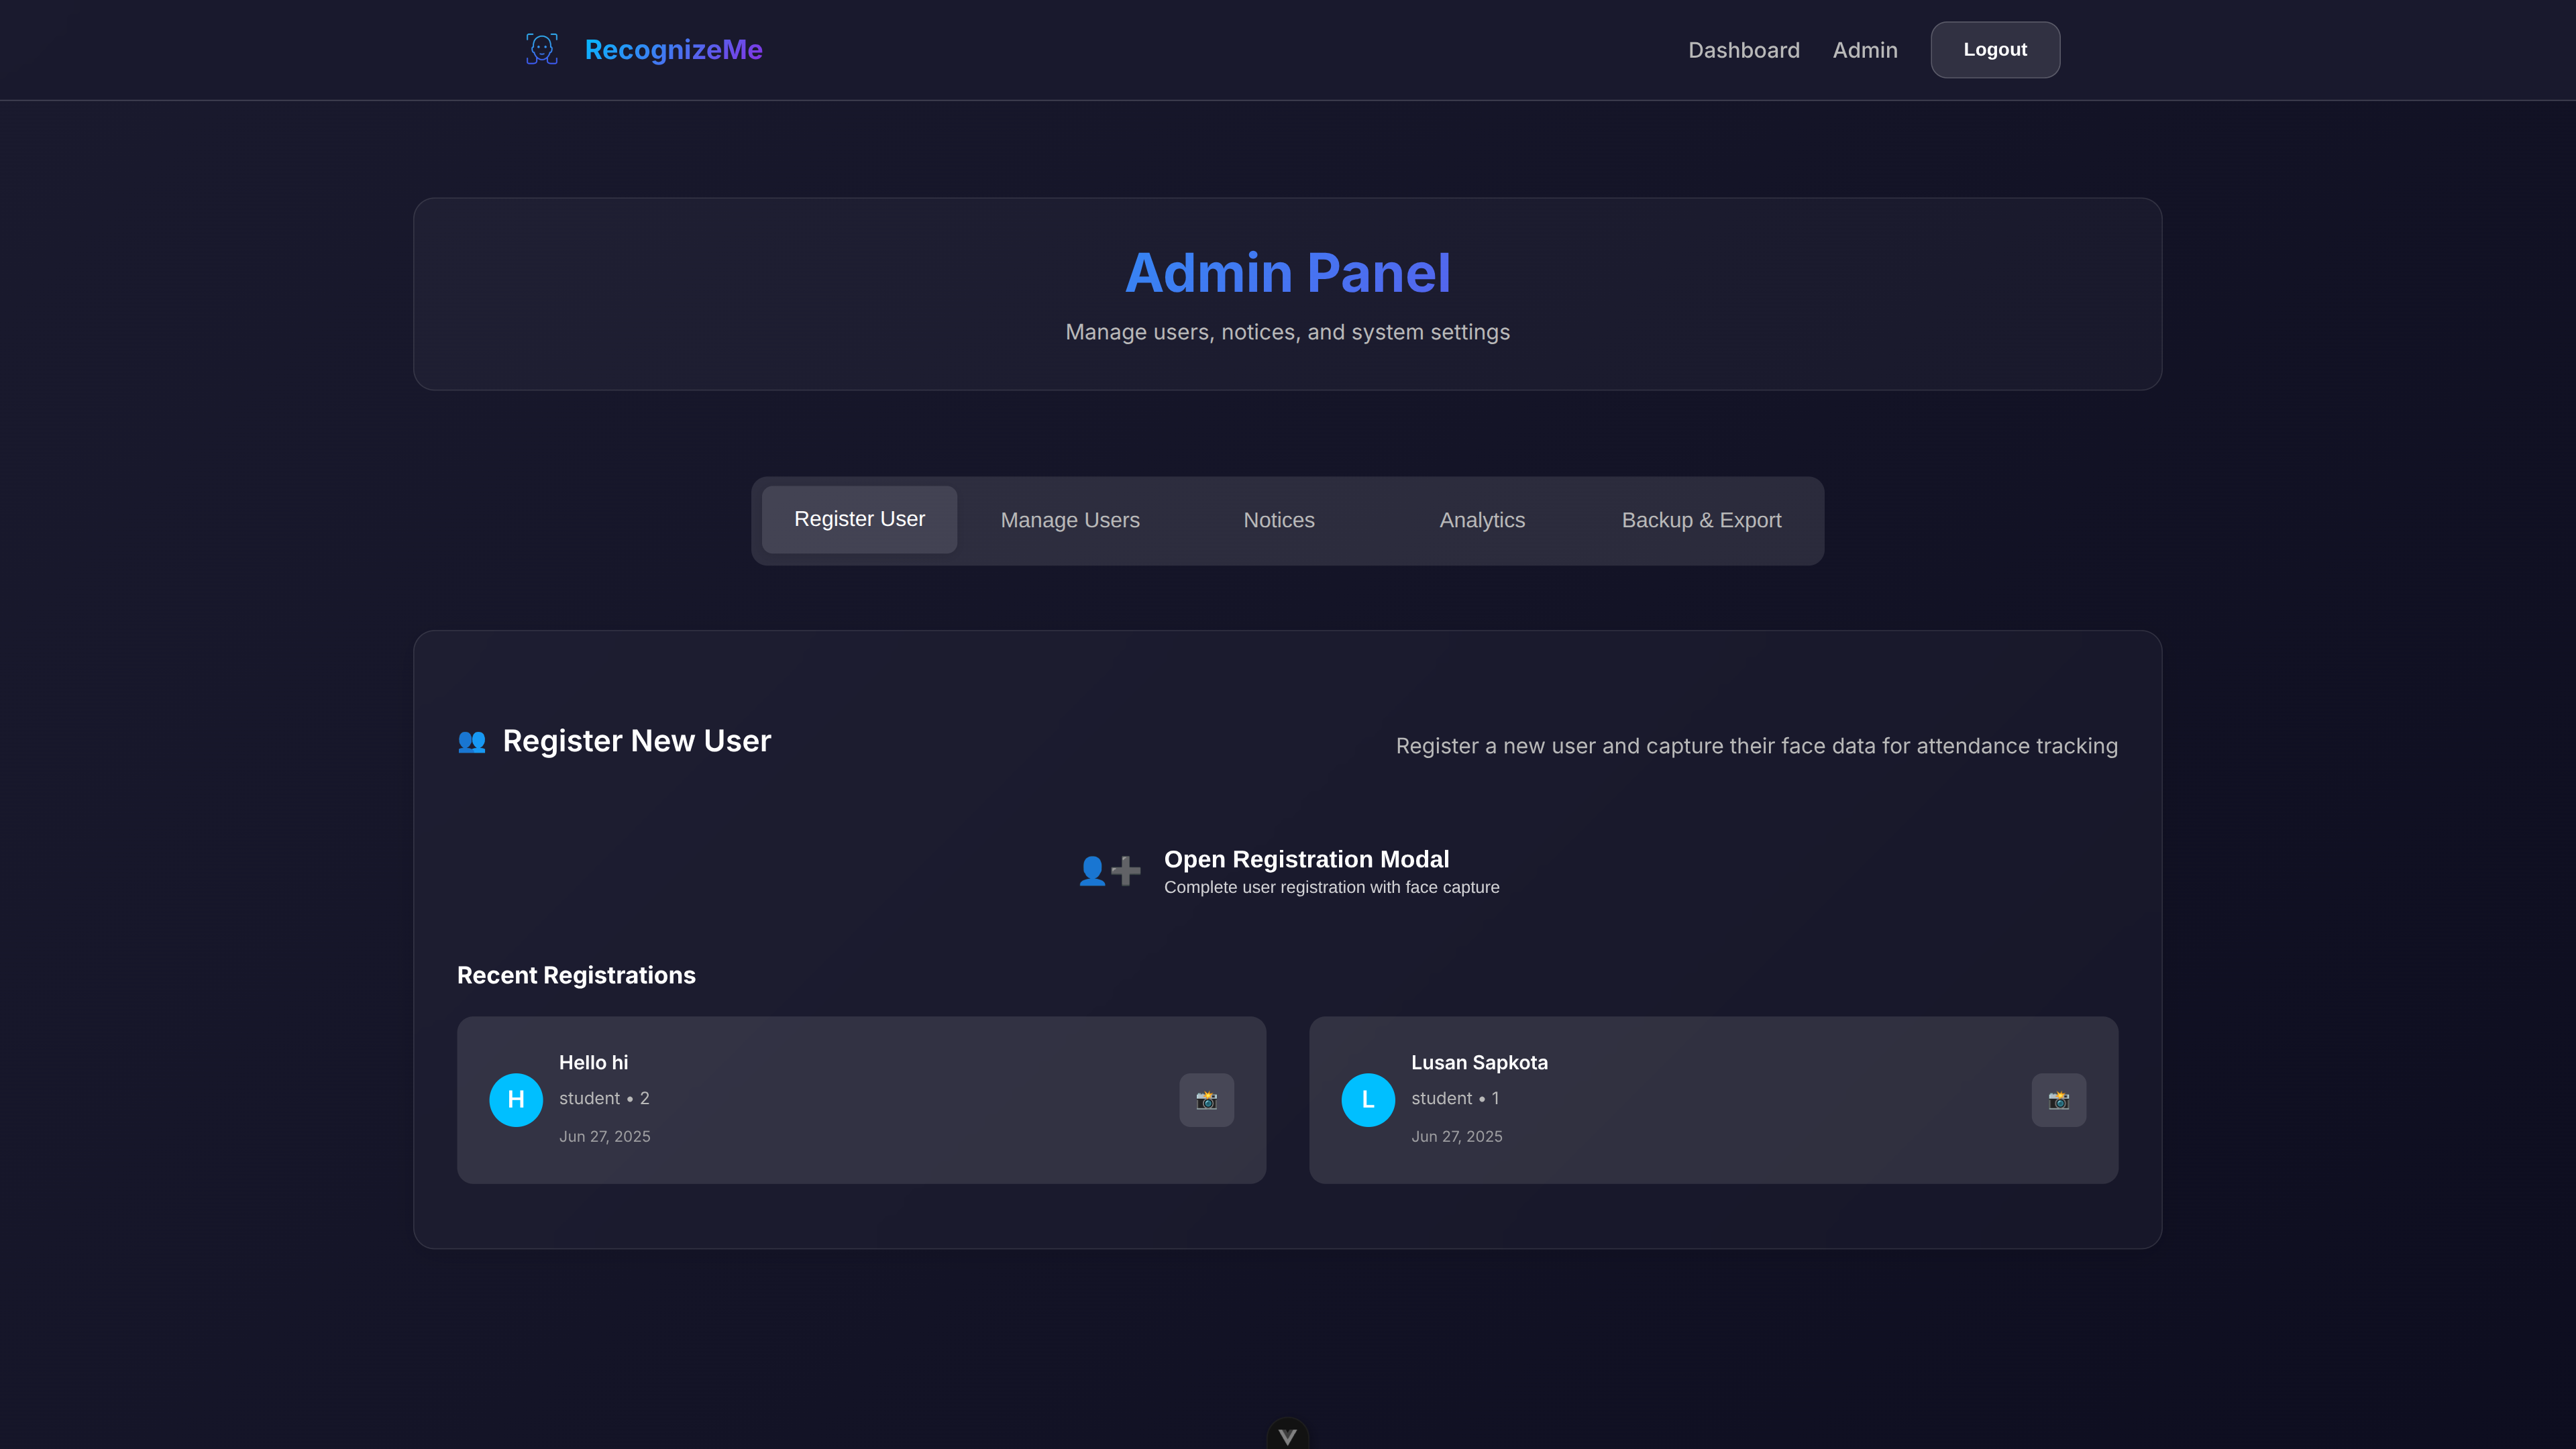 RecognizeMe
Dashboard
Admin
Logout
Admin Panel
Manage users, notices, and system settings
Register User
Manage Users
Notices
Analytics
Backup & Export
Register New User
Register a new user and capture their face data for attendance tracking
Open Registration Modal
Complete user registration with face capture
Recent Registrations
H
Hello hi
student • 2
Jun 27, 2025
L
Lusan Sapkota
student • 1
Jun 27, 2025